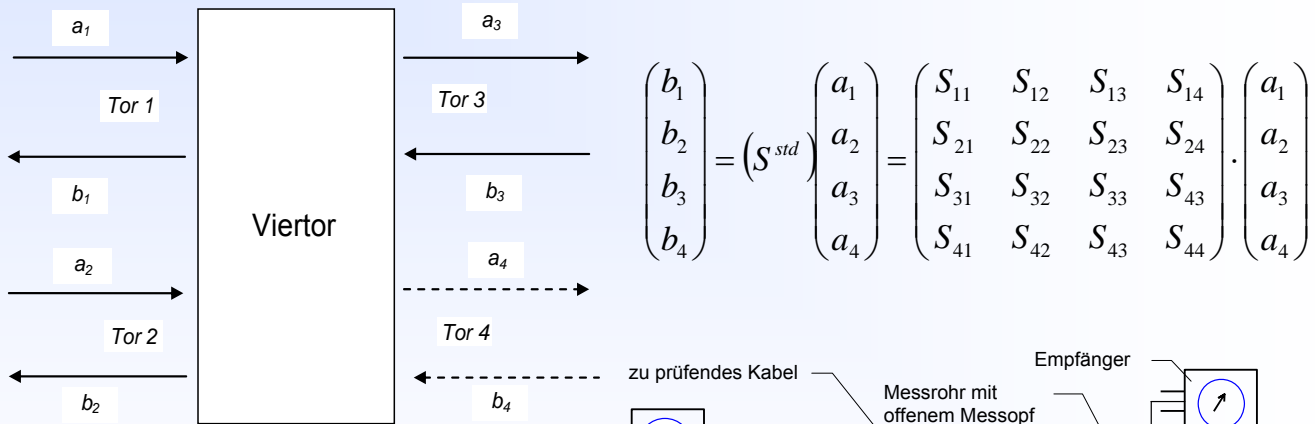 a₁
Tor 1
b₁
a₂
Tor 2
b₂
Viertor
a₃
Tor 3
b₃
a₄
Tor 4
b₄
(b₁ b₂ b₃ b₄) = (S^std) (a₁ a₂ a₃ a₄) = (S₁₁ S₁₂ S₁₃ S₁₄
S₂₁ S₂₂ S₂₃ S₂₄
S₃₁ S₃₂ S₃₃ S₄₃
S₄₁ S₄₂ S₄₃ S₄₄) · (a₁ a₂ a₃ a₄)
zu prüfendes Kabel
Messrohr mit
offenem Messopf
Empfänger